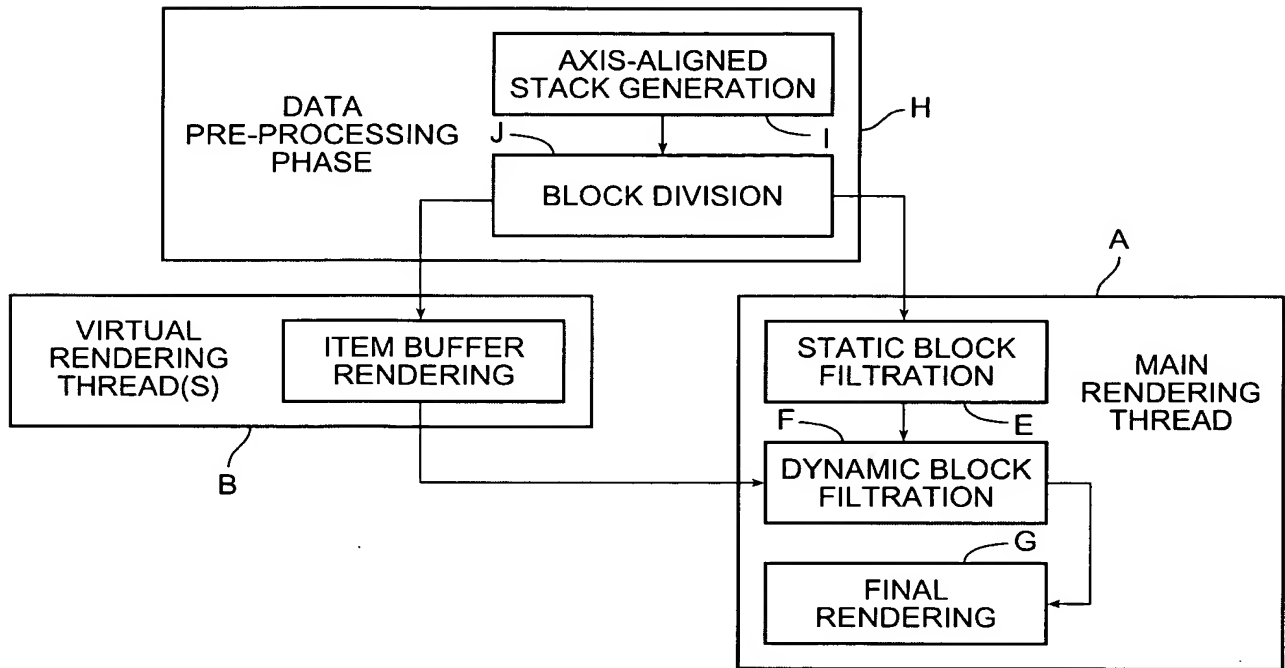 AXIS-ALIGNED
STACK GENERATION
DATA
PRE-PROCESSING
PHASE
H
I
J
BLOCK DIVISION
A
VIRTUAL
RENDERING
THREAD(S)
ITEM BUFFER
RENDERING
B
STATIC BLOCK
FILTRATION
MAIN
RENDERING
THREAD
E
F
DYNAMIC BLOCK
FILTRATION
G
FINAL
RENDERING